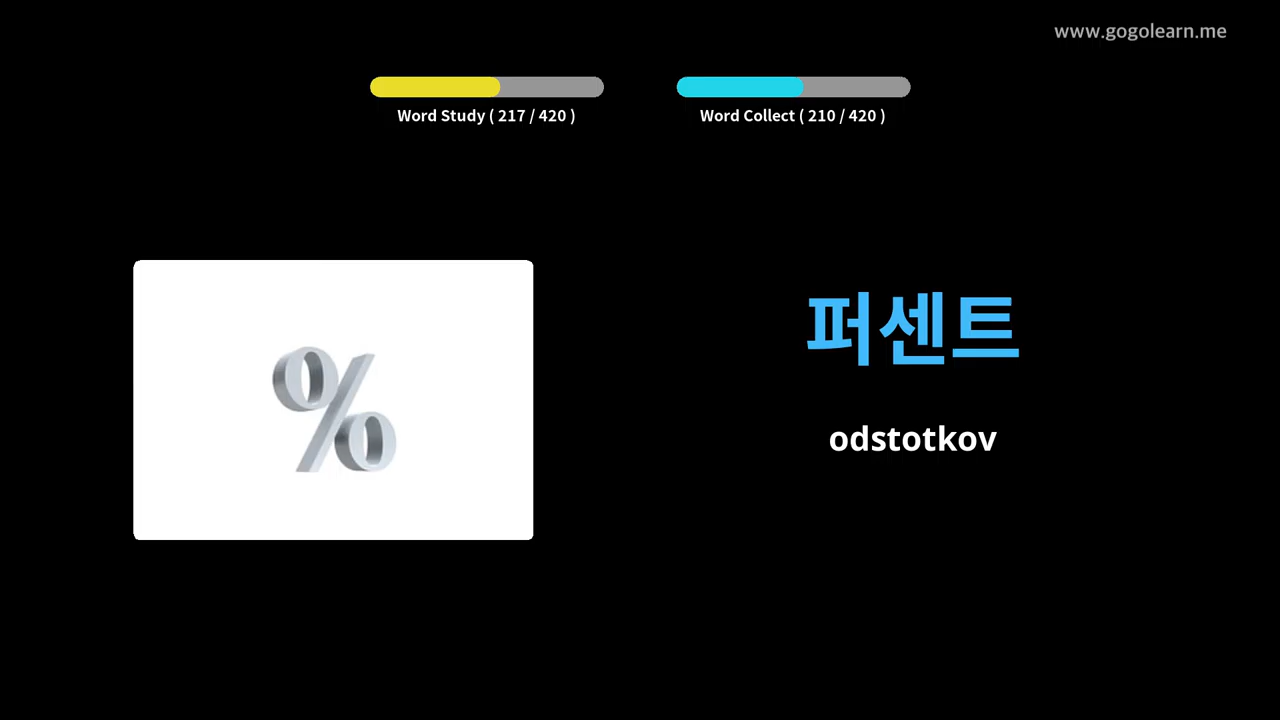 www.gogolearn.me
Word Study ( 217 / 420 )
Word Collect ( 210 / 420 )
%
퍼센트
odstotkov